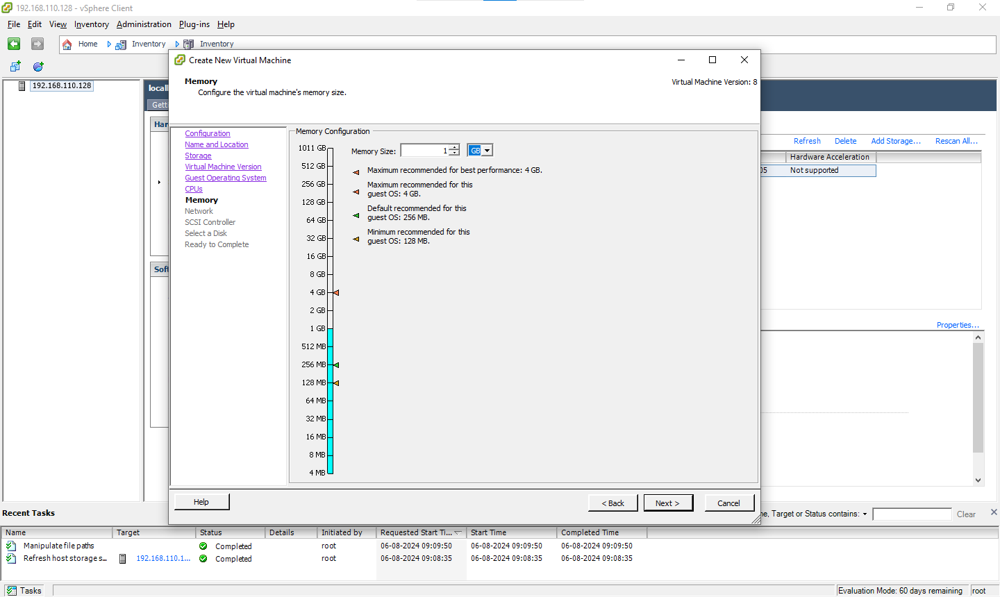 192.168.110.128 - vSphere Client
File Edit View Inventory Administration Plug-ins Help
Home Inventory Inventory
192.168.110.128
Create New Virtual Machine
Memory
Configure the virtual machine's memory size.
Virtual Machine Version: 8
Configuration
Name and Location
Storage
Virtual Machine Version
Guest Operating System
CPUs
Memory
Network
SCSI Controller
Select a Disk
Ready to Complete
Memory Configuration
Memory Size: 1 GB
Maximum recommended for best performance: 4 GB.
Maximum recommended for this
guest OS: 4 GB.
Default recommended for this
guest OS: 256 MB.
Minimum recommended for this
guest OS: 128 MB.
1011 GB
512 GB
256 GB
128 GB
64 GB
32 GB
16 GB
8 GB
4 GB
2 GB
1 GB
512 MB
256 MB
128 MB
64 MB
32 MB
16 MB
8 MB
4 MB
Help
< Back Next > Cancel
Refresh Delete Add Storage... Rescan All...
Hardware Acceleration
05 Not supported
Properties...
Recent Tasks
, Target or Status contains: Clear
Name Target Status Details Initiated by Requested Start Ti... Start Time Completed Time
Manipulate file paths Completed root 06-08-2024 09:09:50 06-08-2024 09:09:50 06-08-2024 09:09:50
Refresh host storage s... 192.168.110.1... Completed root 06-08-2024 09:08:35 06-08-2024 09:08:35 06-08-2024 09:08:35
Tasks
Evaluation Mode: 60 days remaining root